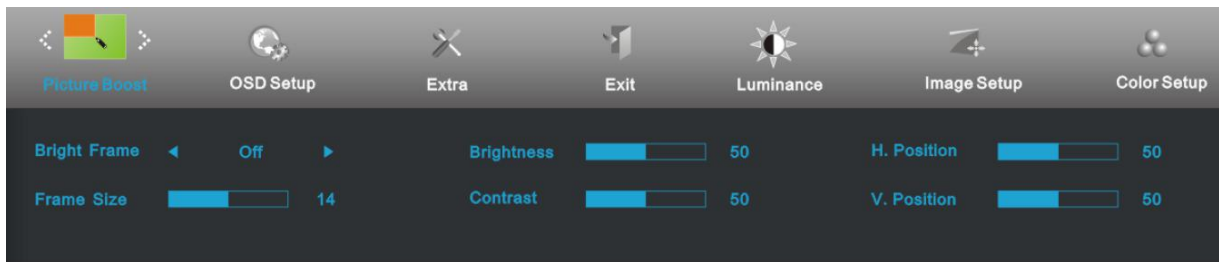 Picture Boost OSD Setup Extra Exit Luminance Image Setup Color Setup
Bright Frame Off Brightness 50 H. Position 50
Frame Size 14 Contrast 50 V. Position 50